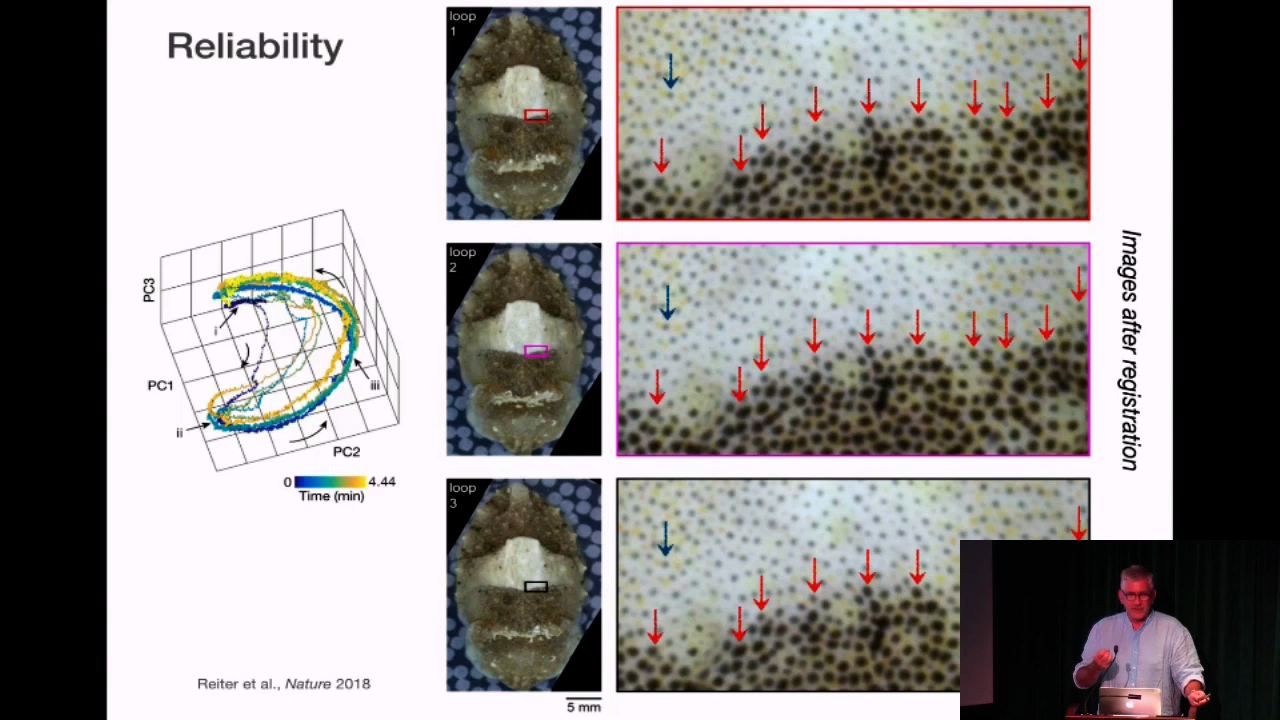 Reliability
loop
1
loop
2
loop
3
PC3
PC1
PC2
i
ii
iii
0
4.44
Time (min)
Images after registration
Reiter et al., Nature 2018
5 mm